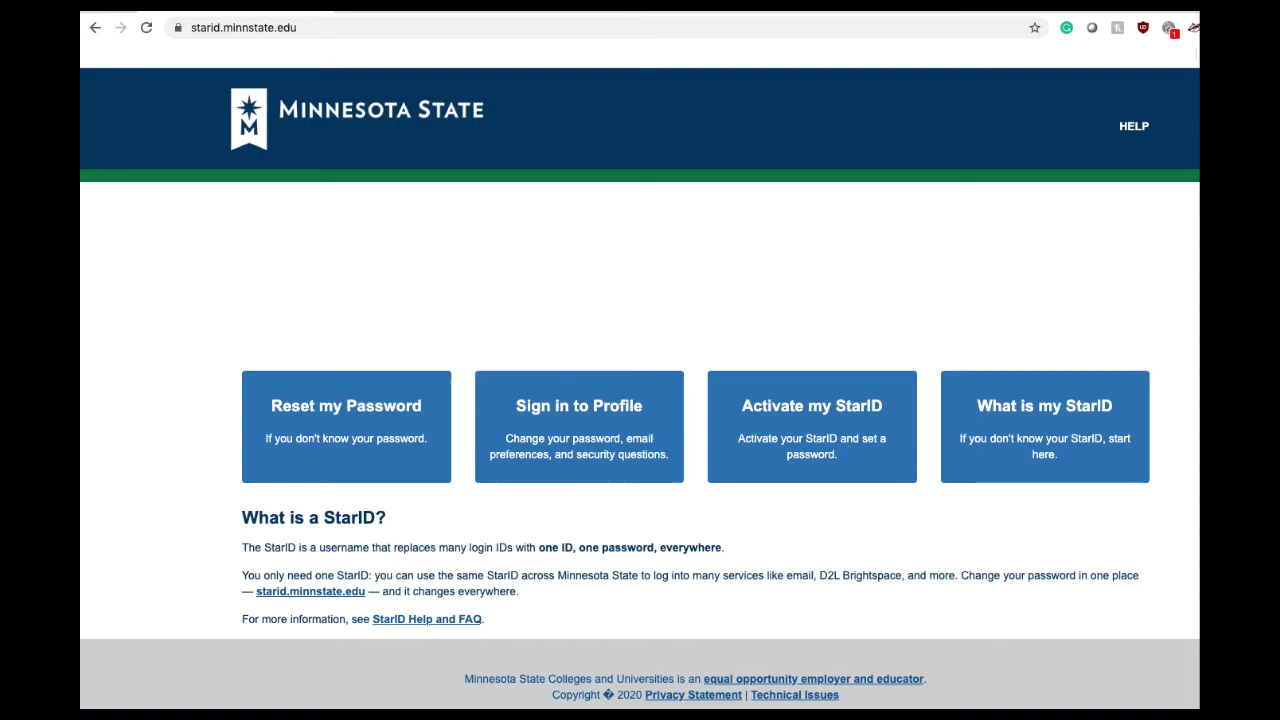 starid.minnstate.edu
1
M
MINNESOTA STATE
HELP
Reset my Password
If you don't know your password.
Sign in to Profile
Change your password, email
preferences, and security questions.
Activate my StarID
Activate your StarID and set a
password.
What is my StarID
If you don't know your StarID, start
here.
What is a StarID?
The StarID is a username that replaces many login IDs with one ID, one password, everywhere.
You only need one StarID: you can use the same StarID across Minnesota State to log into many services like email, D2L Brightspace, and more. Change your password in one place
— starid.minnstate.edu — and it changes everywhere.
For more information, see StarID Help and FAQ.
Minnesota State Colleges and Universities is an equal opportunity employer and educator.
Copyright � 2020 Privacy Statement | Technical Issues